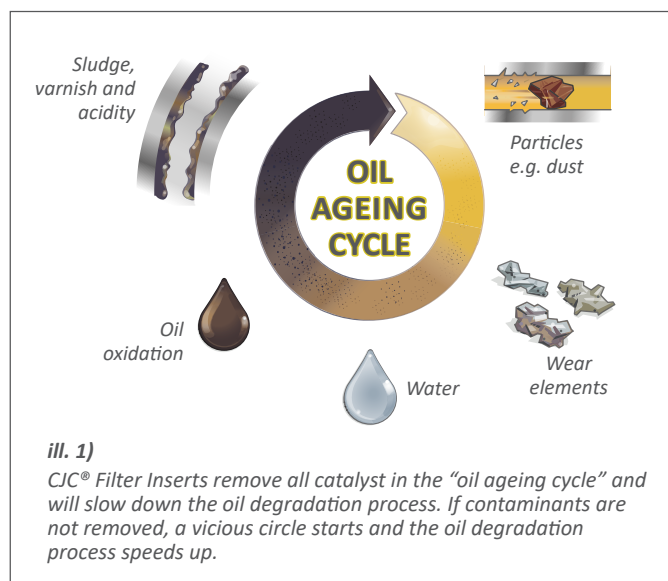 Sludge,
varnish and
acidity
OIL
AGEING
CYCLE
Particles
e.g. dust
Wear
elements
Water
Oil
oxidation
ill. 1)
CJC® Filter Inserts remove all catalyst in the “oil ageing cycle” and
will slow down the oil degradation process. If contaminants are
not removed, a vicious circle starts and the oil degradation
process speeds up.